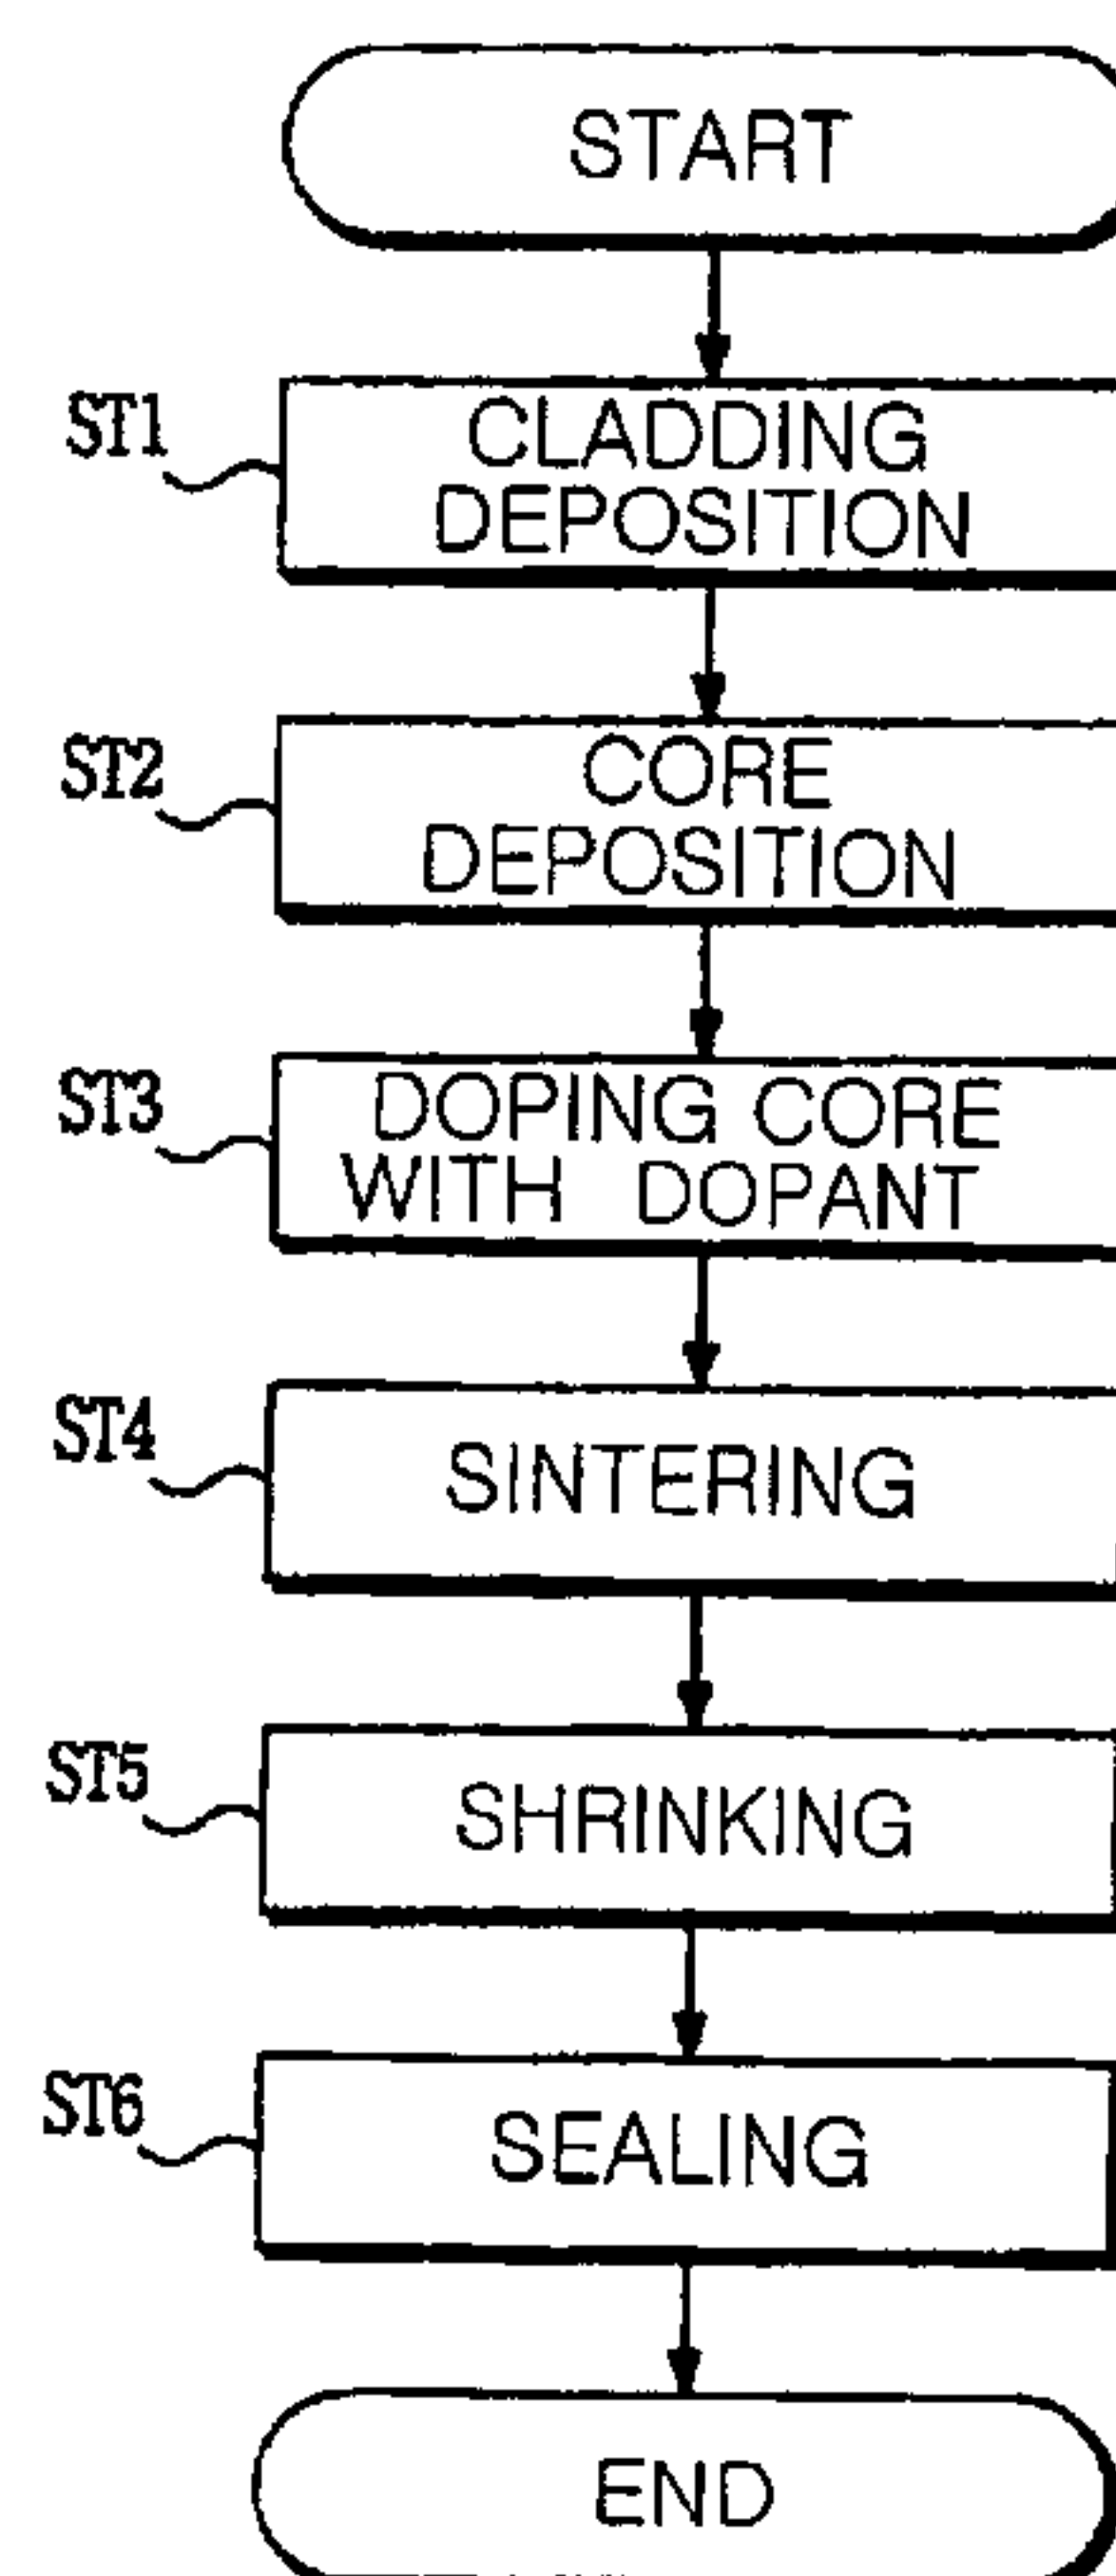 START
ST1
CLADDING
DEPOSITION
ST2
CORE
DEPOSITION
ST3
DOPING CORE
WITH DOPANT
ST4
SINTERING
ST5
SHRINKING
ST6
SEALING
END